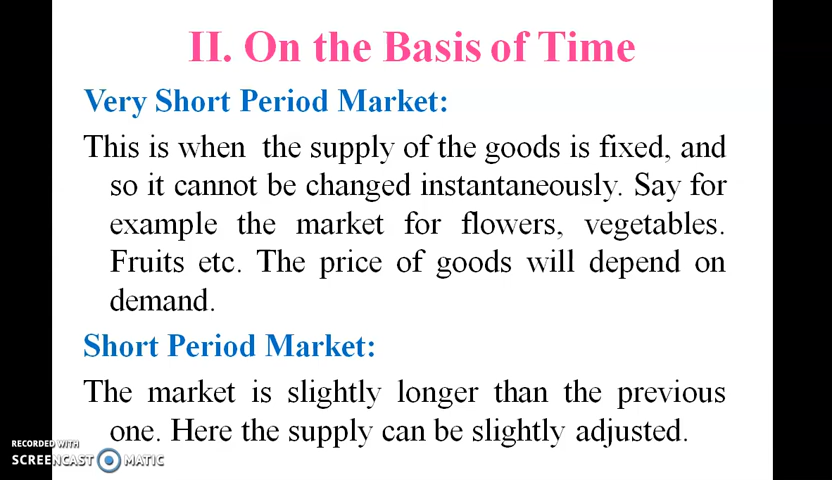 II. On the Basis of Time
Very Short Period Market:
This is when the supply of the goods is fixed, and
so it cannot be changed instantaneously. Say for
example the market for flowers, vegetables.
Fruits etc. The price of goods will depend on
demand.
Short Period Market:
The market is slightly longer than the previous
one. Here the supply can be slightly adjusted.
RECORDED WITH
SCREENCAST MATIC